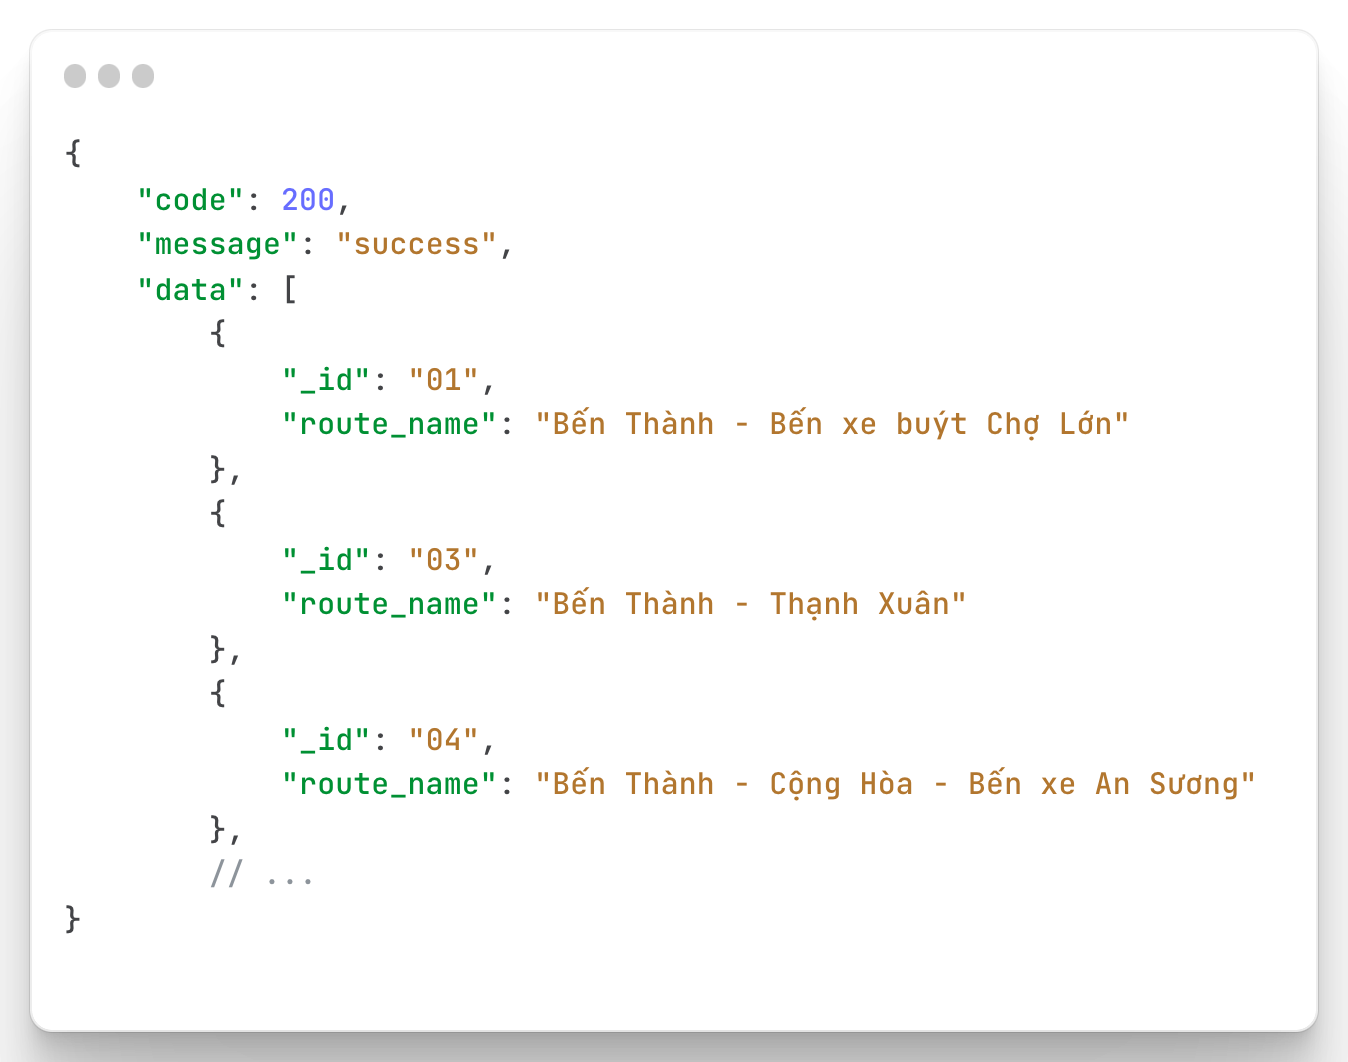 {
    "code": 200,
    "message": "success",
    "data": [
        {
            "_id": "01",
            "route_name": "Bến Thành - Bến xe buýt Chợ Lớn"
        },
        {
            "_id": "03",
            "route_name": "Bến Thành - Thạnh Xuân"
        },
        {
            "_id": "04",
            "route_name": "Bến Thành - Cộng Hòa - Bến xe An Sương"
        },
        // ...
}